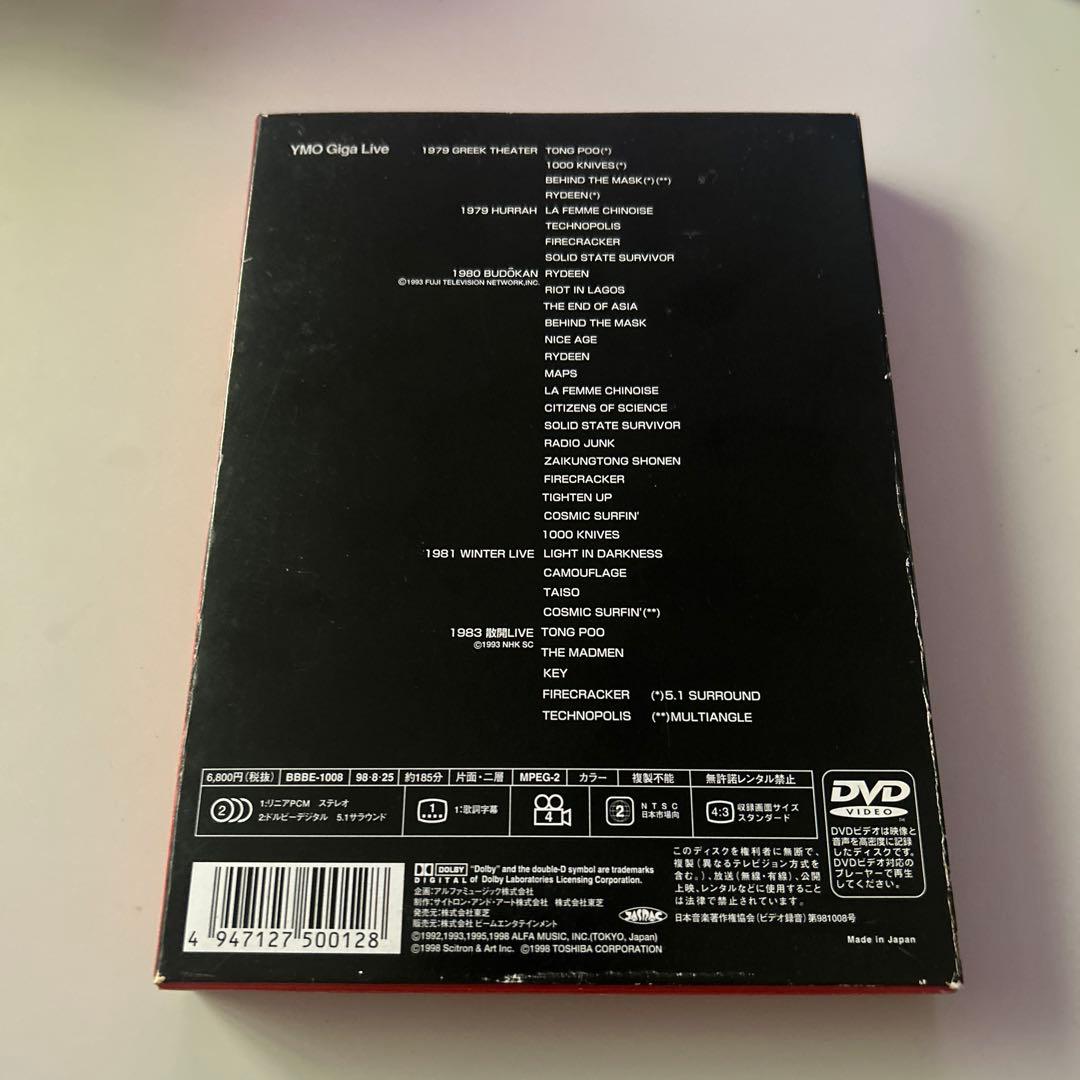 YMO Giga Live
1979 GREEK THEATER TONG POO(*)
1000 KNIVES(*)
BEHIND THE MASK(*)(**)
RYDEEN(*)
1979 HURRAH LA FEMME CHINOISE
TECHNOPOLIS
FIRECRACKER
SOLID STATE SURVIVOR
1980 BUDŌKAN RYDEEN
©1993 FUJI TELEVISION NETWORK,INC.
RIOT IN LAGOS
THE END OF ASIA
BEHIND THE MASK
NICE AGE
RYDEEN
MAPS
LA FEMME CHINOISE
CITIZENS OF SCIENCE
SOLID STATE SURVIVOR
RADIO JUNK
ZAIKUNGTONG SHONEN
FIRECRACKER
TIGHTEN UP
COSMIC SURFIN'
1000 KNIVES
1981 WINTER LIVE LIGHT IN DARKNESS
CAMOUFLAGE
TAISO
COSMIC SURFIN'(**)
1983 散開LIVE TONG POO
©1993 NHK SC
THE MADMEN
KEY
FIRECRACKER (*)5.1 SURROUND
TECHNOPOLIS (**)MULTIANGLE
6,800円(税抜) BBBE-1008 98・8・25 約185分 片面・二層 MPEG-2 カラー 複製不能 無許諾レンタル禁止
2 1:リニアPCM ステレオ
2:ドルビーデジタル 5.1サラウンド
1 1:歌詞字幕
4
2 NTSC
日本市場向
4:3 収録画面サイズ
スタンダード
DVD
VIDEO
DVDビデオは映像と
音声を高密度に記録
したディスクです。
DVDビデオ対応の
プレーヤーで再生
してください。
4 947127 500128
DOLBY
DIGITAL
"Dolby" and the double-D symbol are trademarks
of Dolby Laboratories Licensing Corporation.
企画:アルファミュージック株式会社
制作:サイトロン・アンド・アート株式会社 株式会社東芝
発売元:株式会社東芝
販売元:株式会社 ビームエンタテインメント
©1992,1993,1995,1998 ALFA MUSIC, INC.(TOKYO, Japan)
©1998 Scitron & Art Inc. ©1998 TOSHIBA CORPORATION
このディスクを権利者に無断で、
複製(異なるテレビジョン方式を
含む。)、放送(無線・有線)、公開
上映、レンタルなどに使用すること
は法律で禁止されています。
JASRAC
日本音楽著作権協会(ビデオ録音)第981008号
Made in Japan